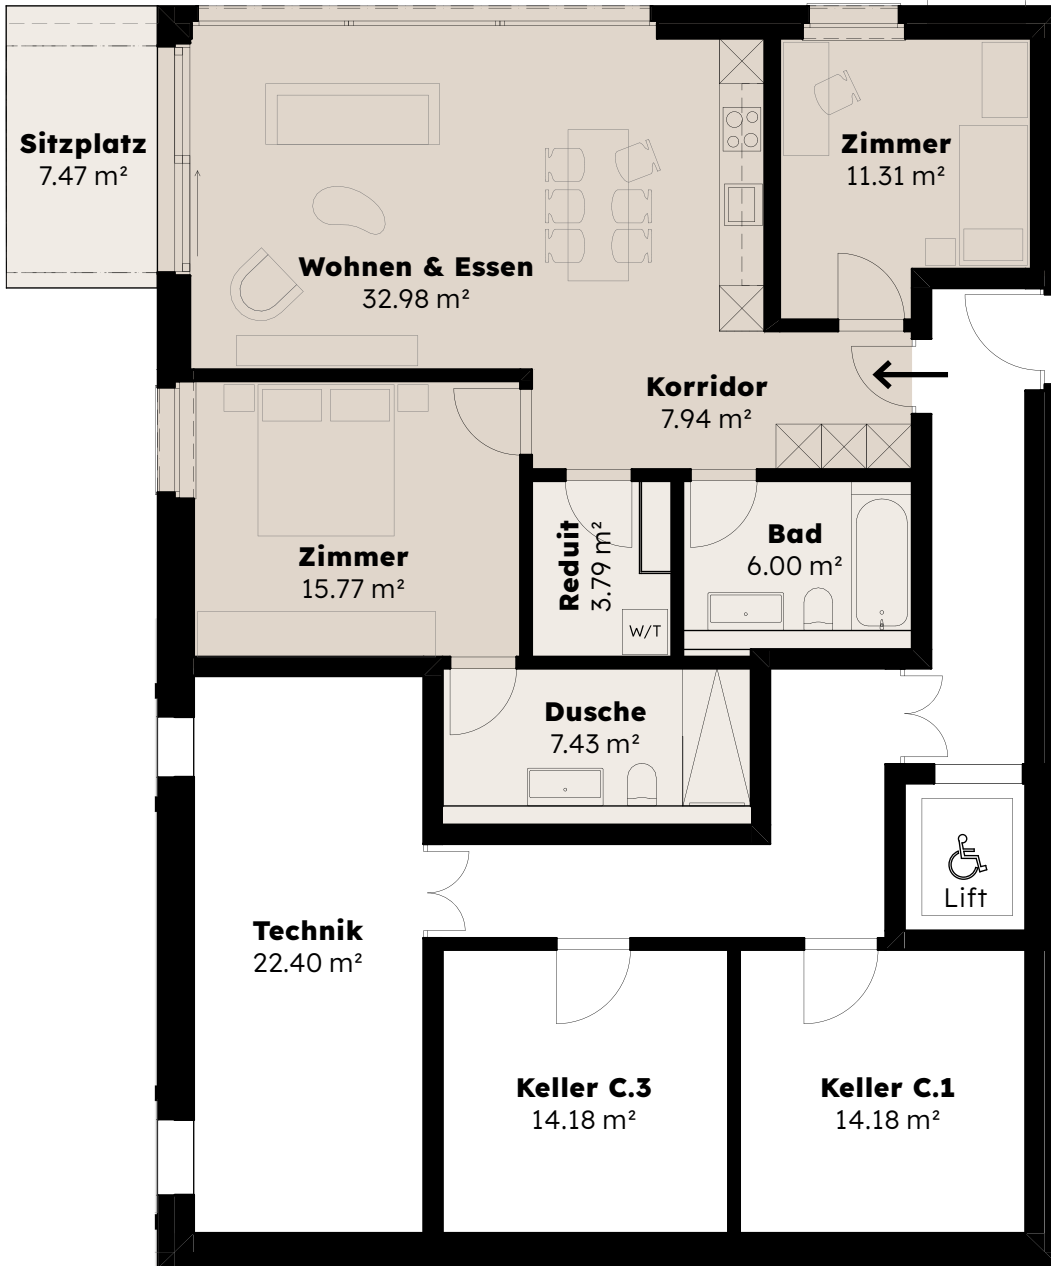 Sitzplatz
7.47 m²
Zimmer
11.31 m²
Wohnen & Essen
32.98 m²
Korridor
7.94 m²
Zimmer
15.77 m²
Reduit
3.79 m²
W/T
Bad
6.00 m²
Dusche
7.43 m²
Lift
Technik
22.40 m²
Keller C.3
14.18 m²
Keller C.1
14.18 m²